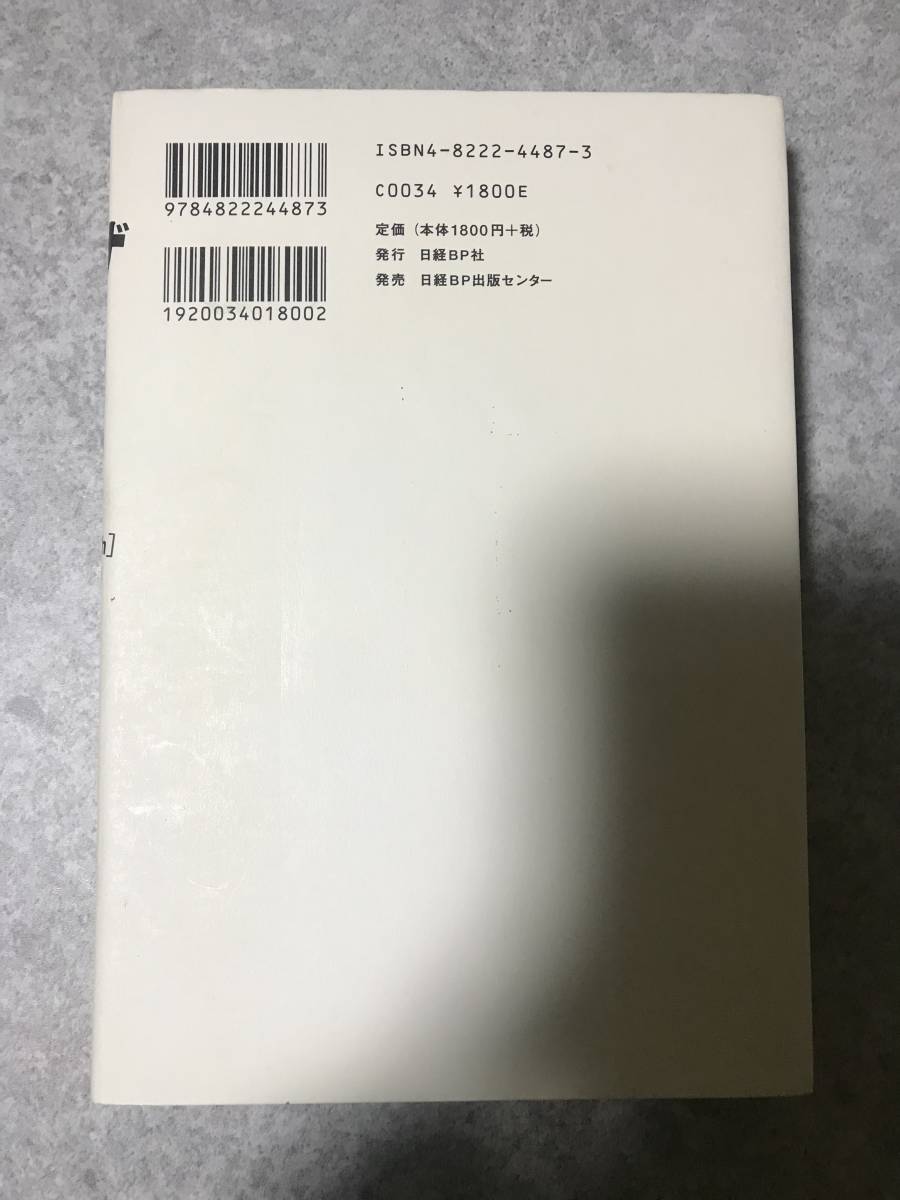 ISBN4-8222-4487-3
9784822244873
C0034 ¥1800E
定価（本体1800円+税）
発行 日経BP社
発売 日経BP出版センター
1920034018002
ド
]